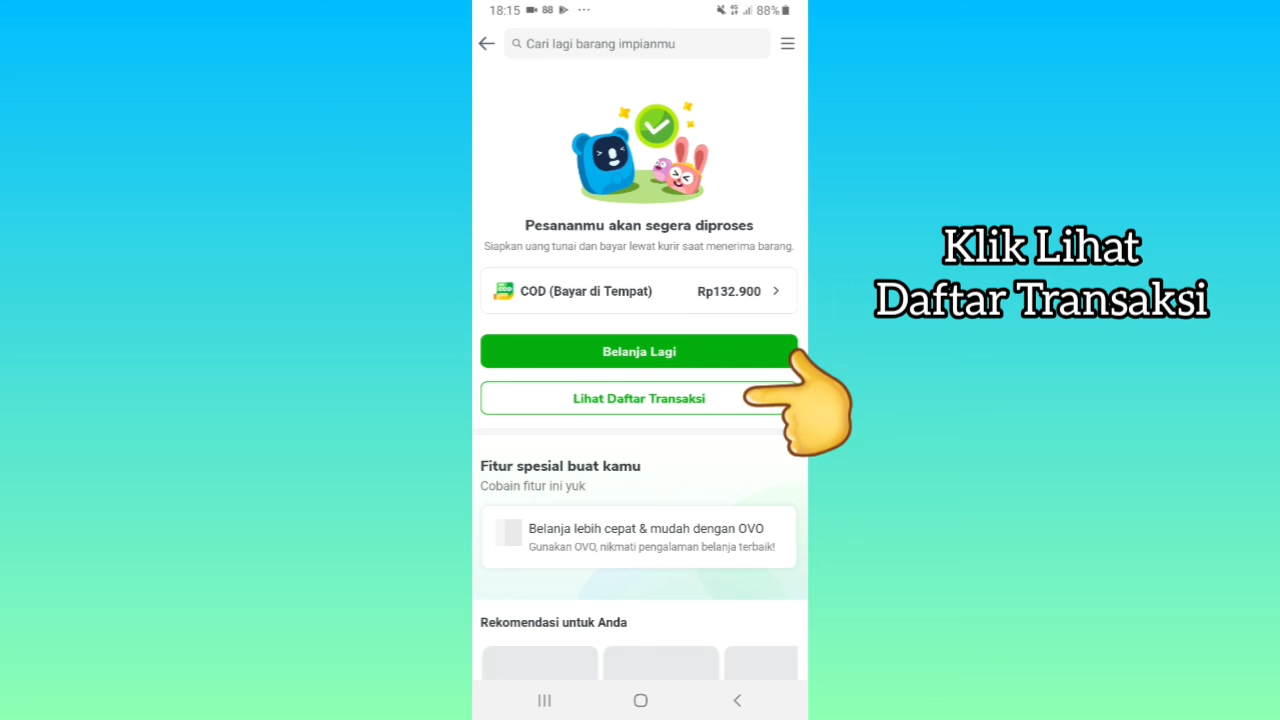 18:15 88 88%
Cari lagi barang impianmu
Pesananmu akan segera diproses
Siapkan uang tunai dan bayar lewat kurir saat menerima barang.
COD (Bayar di Tempat) Rp132.900
Belanja Lagi
Lihat Daftar Transaksi
Klik Lihat
Daftar Transaksi
Fitur spesial buat kamu
Cobain fitur ini yuk
Belanja lebih cepat & mudah dengan OVO
Gunakan OVO, nikmati pengalaman belanja terbaik!
Rekomendasi untuk Anda